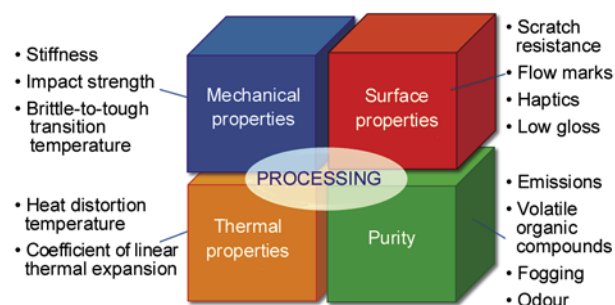 • Stiffness
• Impact strength
• Brittle-to-tough
transition
temperature
Mechanical
properties
Surface
properties
• Scratch
resistance
• Flow marks
• Haptics
• Low gloss
PROCESSING
• Heat distortion
temperature
• Coefficient of linear
thermal expansion
Thermal
properties
Purity
• Emissions
• Volatile
organic
compounds
• Fogging
• Odour